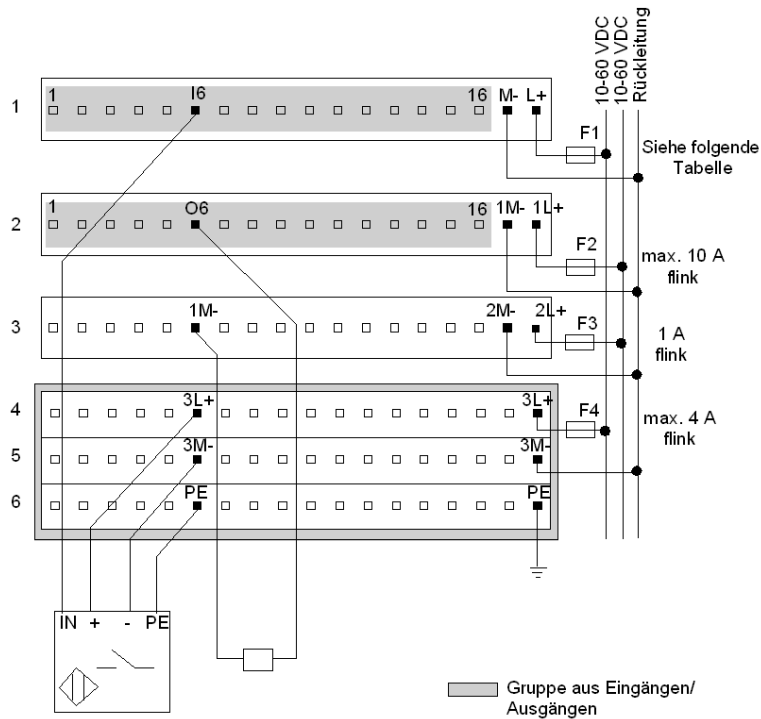 10-60 VDC
10-60 VDC
Rückleitung
1
1 I6 16 M- L+
F1
Siehe folgende
Tabelle
2
1 O6 16 1M- 1L+
F2
max. 10 A
flink
3
1M- 2M- 2L+
F3
1 A
flink
4
3L+ 3L+
F4
max. 4 A
flink
5
3M- 3M-
6
PE PE
IN + - PE
Gruppe aus Eingängen/
Ausgängen